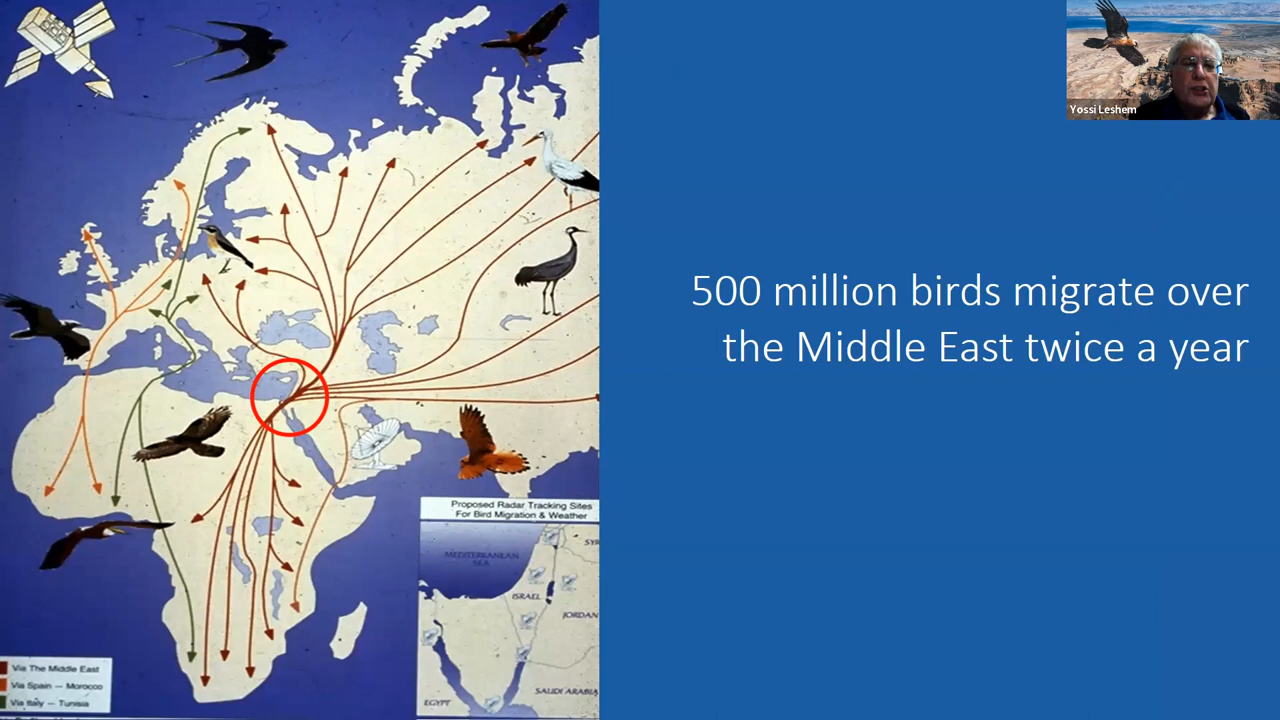 Yossi Leshem
500 million birds migrate over
the Middle East twice a year
Proposed Radar Tracking Sites
For Bird Migration & Weather
MEDITERRANEAN
SEA
SYR
ISRAEL
JORDAN
SAUDI ARABIA
EGYPT
Via The Middle East
Via Spain — Morocco
Via Italy — Tunisia